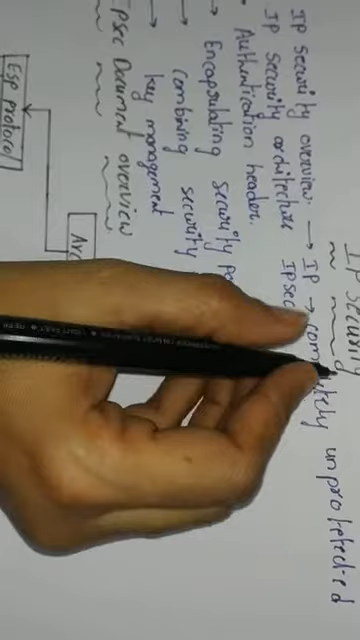 IP security
IP security overview. → IP → completely unprotected
IP security architecture IPSec
Authentication header.
→ Encapsulating security
→ combining security
→ key management
IPSec Document overview
Arc
Esp protocol